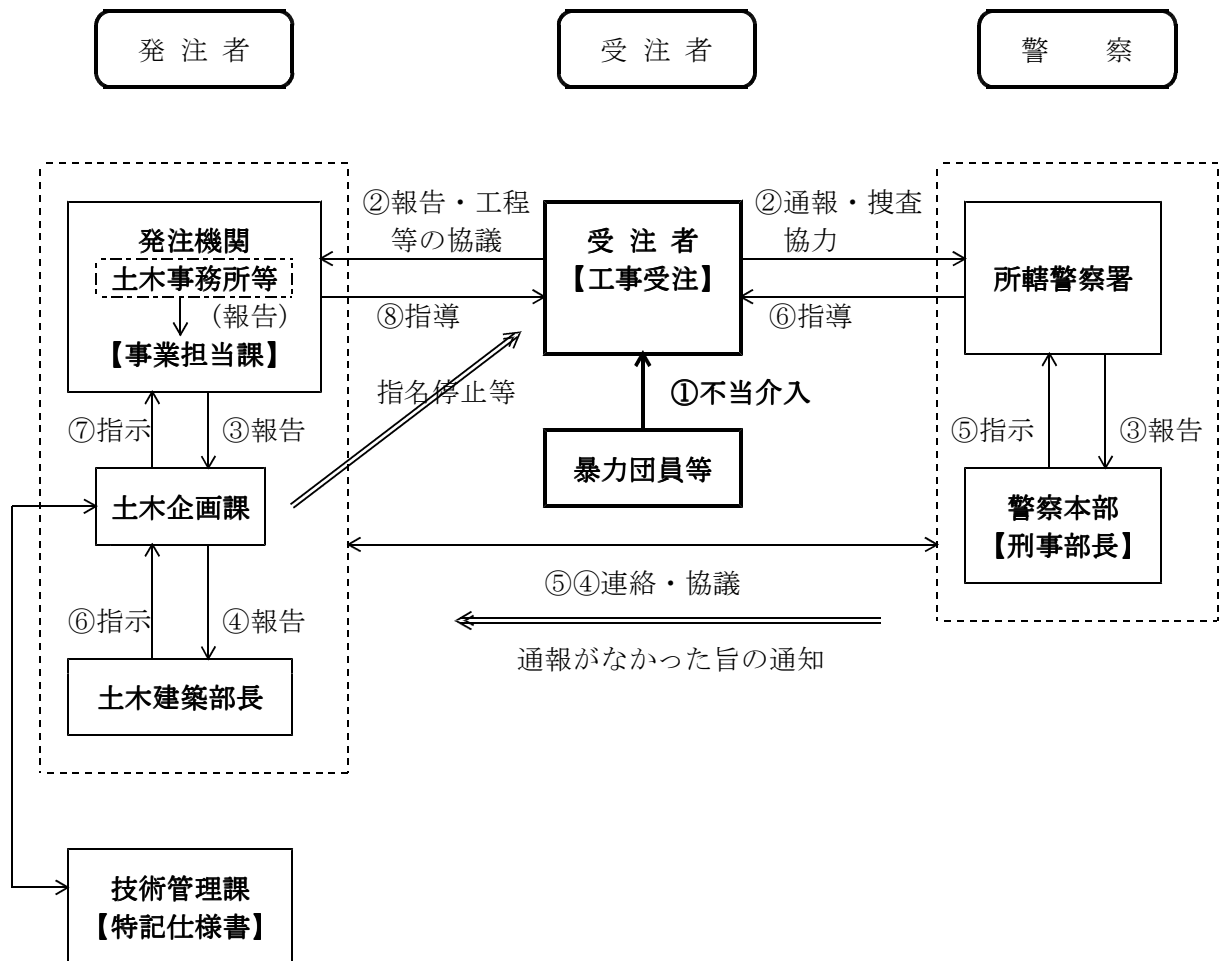 発注者
受注者
警　察
②報告・工程
等の協議
②通報・捜査
協力
発注機関
土木事務所等
（報告）
【事業担当課】
受注者
【工事受注】
所轄警察署
⑧指導
⑥指導
指名停止等
①不当介入
⑦指示
③報告
⑤指示
③報告
暴力団員等
土木企画課
警察本部
【刑事部長】
⑤④連絡・協議
⑥指示
④報告
通報がなかった旨の通知
土木建築部長
技術管理課
【特記仕様書】